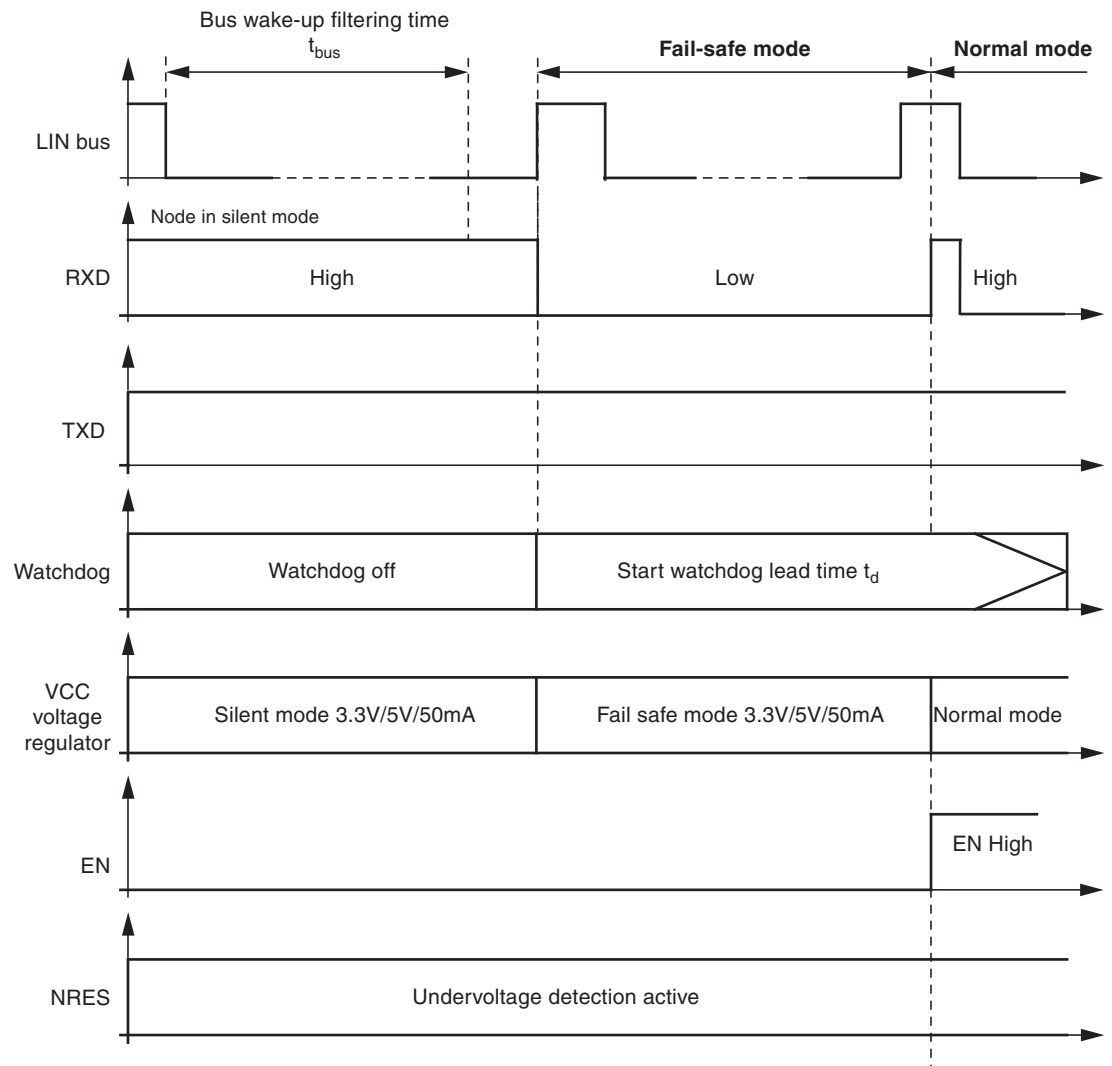 Bus wake-up filtering time
tbus
Fail-safe mode
Normal mode
LIN bus
Node in silent mode
RXD
High
Low
High
TXD
Watchdog
Watchdog off
Start watchdog lead time td
VCC
voltage
regulator
Silent mode 3.3V/5V/50mA
Fail safe mode 3.3V/5V/50mA
Normal mode
EN
EN High
NRES
Undervoltage detection active